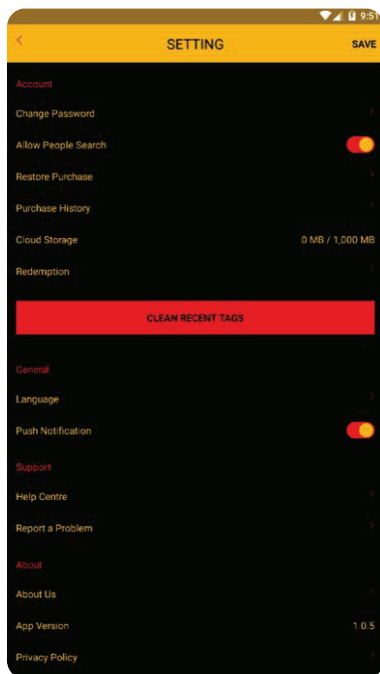 9:51
SETTING
SAVE
Account
Change Password
Allow People Search
Restore Purchase
Purchase History
Cloud Storage 0 MB / 1,000 MB
Redemption
CLEAN RECENT TAGS
General
Language
Push Notification
Support
Help Centre
Report a Problem
About
About Us
App Version 1.0.5
Privacy Policy